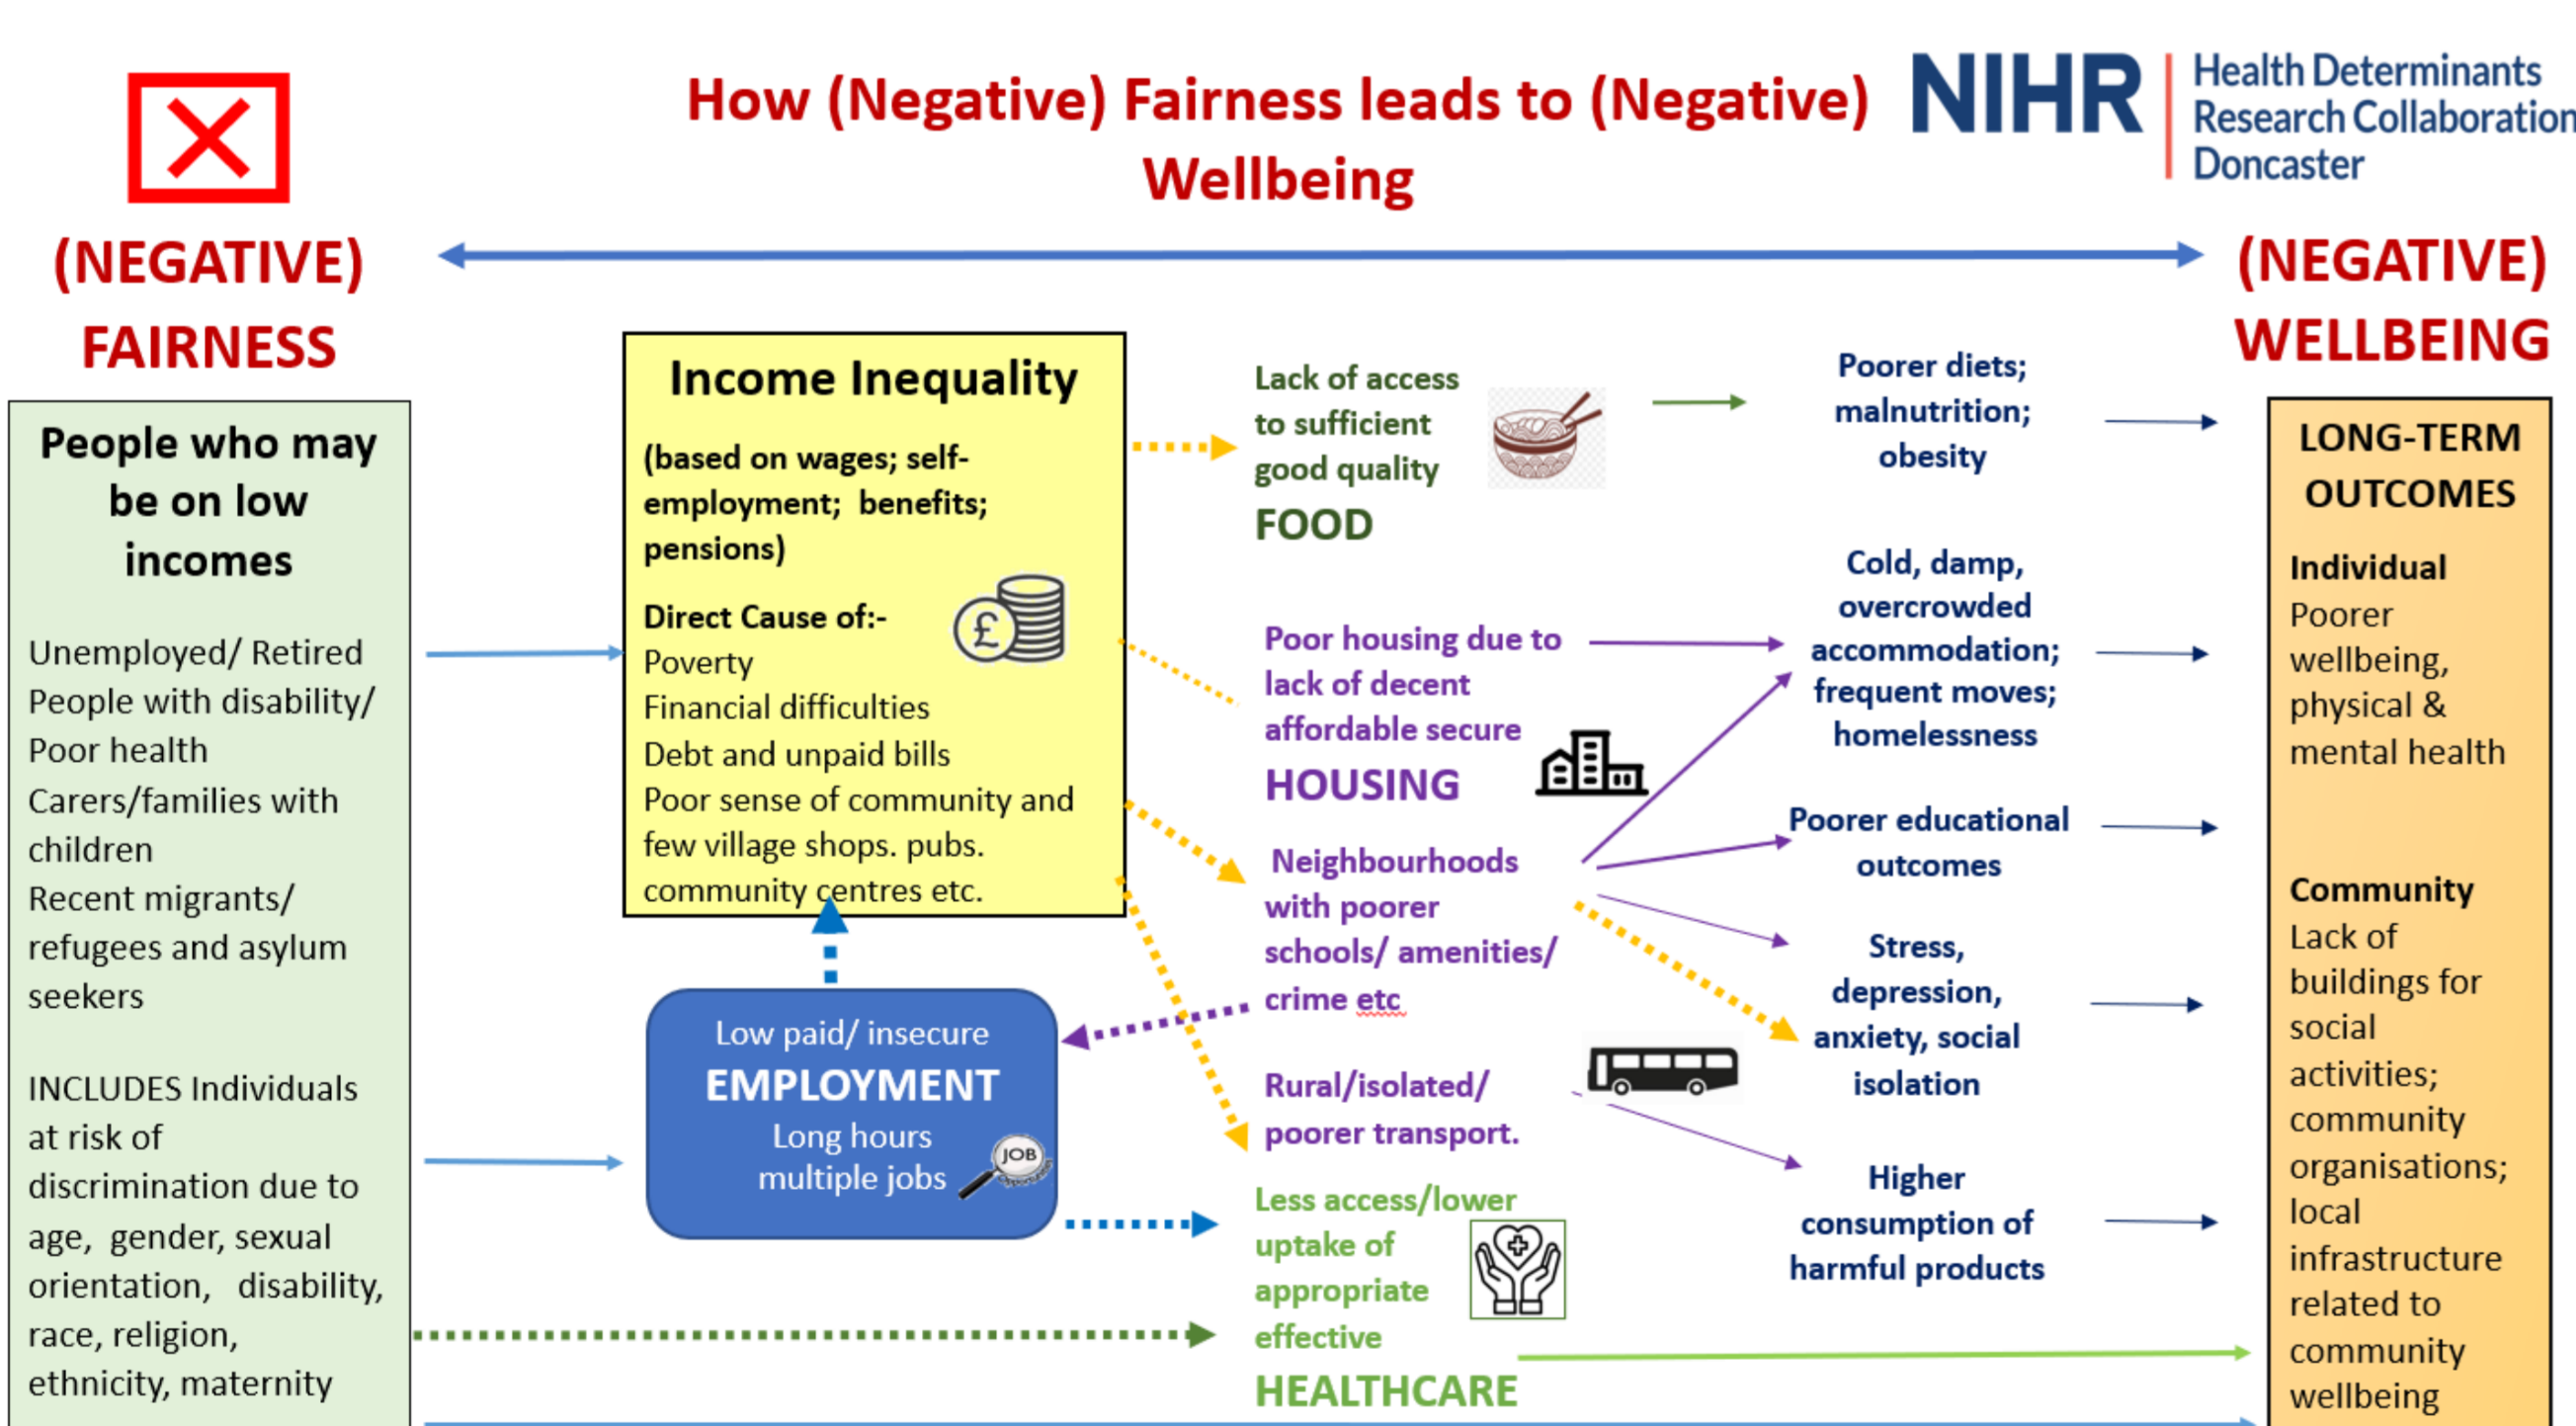 How (Negative) Fairness leads to (Negative)
Wellbeing
NIHR
Health Determinants
Research Collaboration
Doncaster
(NEGATIVE)
FAIRNESS
(NEGATIVE)
WELLBEING
People who may
be on low
incomes
Unemployed/ Retired
People with disability/
Poor health
Carers/families with
children
Recent migrants/
refugees and asylum
seekers
INCLUDES Individuals
at risk of
discrimination due to
age, gender, sexual
orientation, disability,
race, religion,
ethnicity, maternity
Income Inequality
(based on wages; self-
employment; benefits;
pensions)
Direct Cause of:-
Poverty
Financial difficulties
Debt and unpaid bills
Poor sense of community and
few village shops. pubs.
community centres etc.
£
Low paid/ insecure
EMPLOYMENT
Long hours
multiple jobs
JOB
Lack of access
to sufficient
good quality
FOOD
Poor housing due to
lack of decent
affordable secure
HOUSING
Neighbourhoods
with poorer
schools/ amenities/
crime etc
Rural/isolated/
poorer transport.
Less access/lower
uptake of
appropriate
effective
HEALTHCARE
Poorer diets;
malnutrition;
obesity
Cold, damp,
overcrowded
accommodation;
frequent moves;
homelessness
Poorer educational
outcomes
Stress,
depression,
anxiety, social
isolation
Higher
consumption of
harmful products
LONG-TERM
OUTCOMES
Individual
Poorer
wellbeing,
physical &
mental health
Community
Lack of
buildings for
social
activities;
community
organisations;
local
infrastructure
related to
community
wellbeing